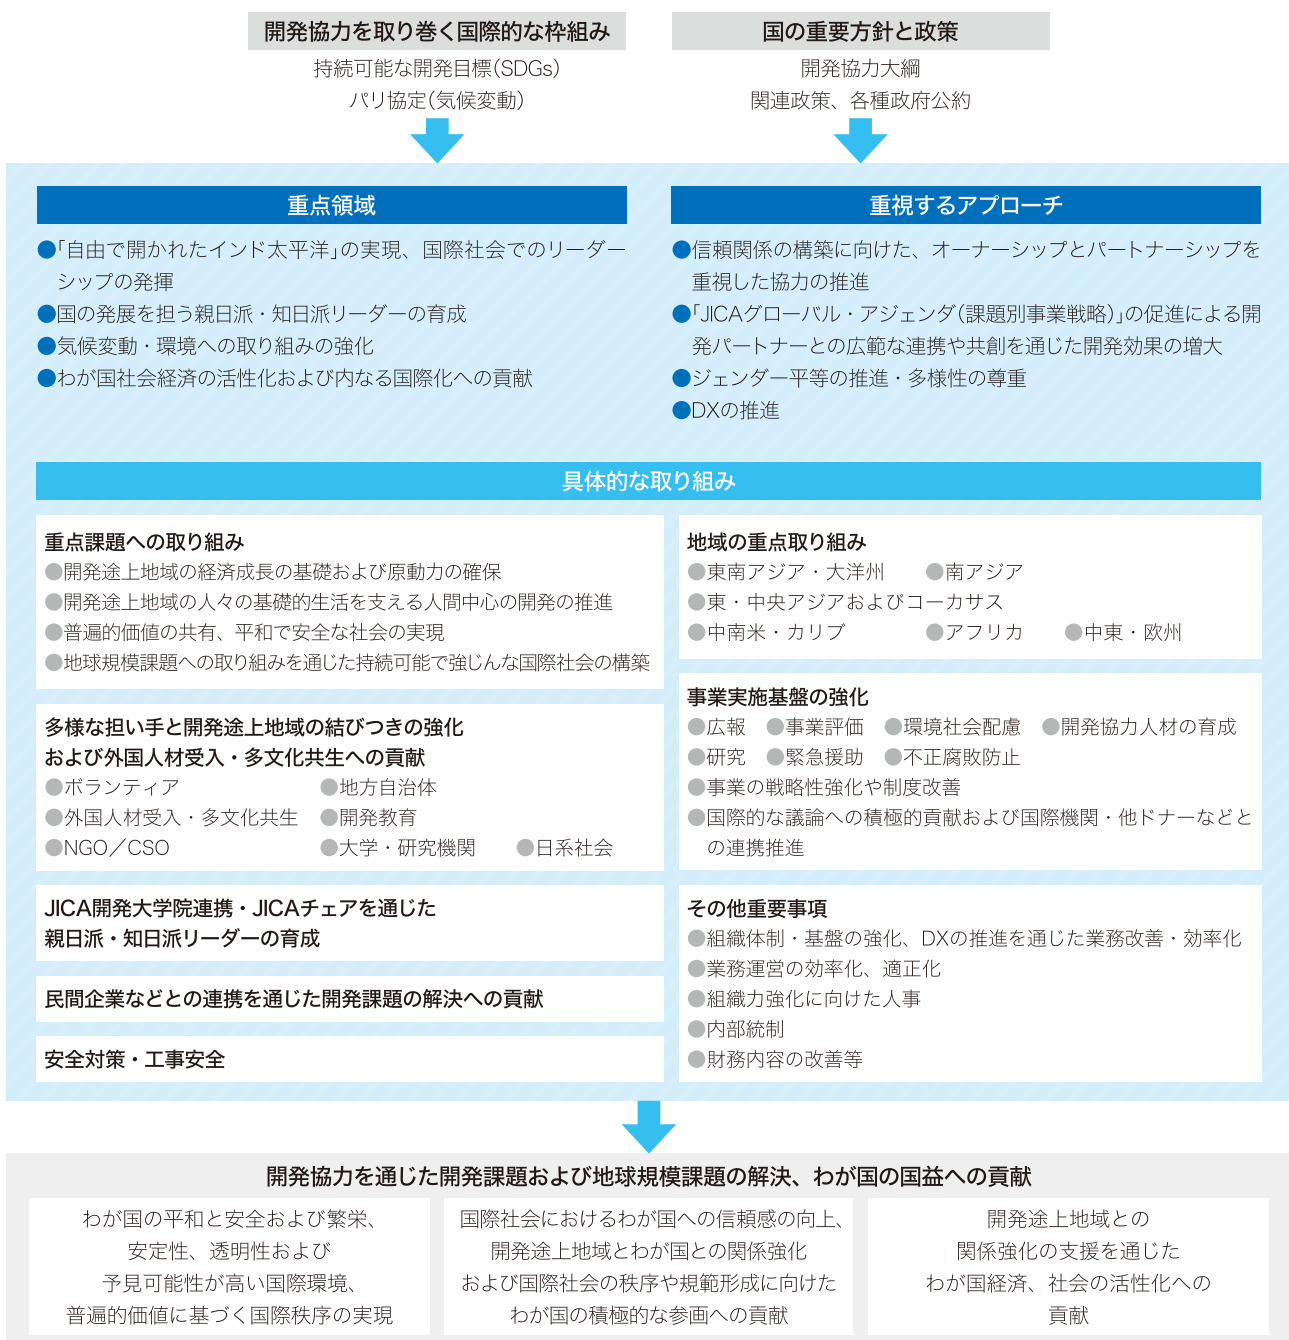 開発協力を取り巻く国際的な枠組み
持続可能な開発目標(SDGs)
パリ協定(気候変動)
国の重要方針と政策
開発協力大綱
関連政策、各種政府公約
重点領域
●「自由で開かれたインド太平洋」の実現、国際社会でのリーダー
シップの発揮
●国の発展を担う親日派・知日派リーダーの育成
●気候変動・環境への取り組みの強化
●わが国社会経済の活性化および内なる国際化への貢献
重視するアプローチ
●信頼関係の構築に向けた、オーナーシップとパートナーシップを
重視した協力の推進
●「JICAグローバル・アジェンダ(課題別事業戦略)」の促進による開
発パートナーとの広範な連携や共創を通じた開発効果の増大
●ジェンダー平等の推進・多様性の尊重
●DXの推進
具体的な取り組み
重点課題への取り組み
●開発途上地域の経済成長の基礎および原動力の確保
●開発途上地域の人々の基礎的生活を支える人間中心の開発の推進
●普遍的価値の共有、平和で安全な社会の実現
●地球規模課題への取り組みを通じた持続可能で強じんな国際社会の構築
多様な担い手と開発途上地域の結びつきの強化
および外国人材受入・多文化共生への貢献
●ボランティア ●地方自治体
●外国人材受入・多文化共生 ●開発教育
●NGO/CSO ●大学・研究機関 ●日系社会
JICA開発大学院連携・JICAチェアを通じた
親日派・知日派リーダーの育成
民間企業などとの連携を通じた開発課題の解決への貢献
安全対策・工事安全
地域の重点取り組み
●東南アジア・大洋州 ●南アジア
●東・中央アジアおよびコーカサス
●中南米・カリブ ●アフリカ ●中東・欧州
事業実施基盤の強化
●広報 ●事業評価 ●環境社会配慮 ●開発協力人材の育成
●研究 ●緊急援助 ●不正腐敗防止
●事業の戦略性強化や制度改善
●国際的な議論への積極的貢献および国際機関・他ドナーなどと
の連携推進
その他重要事項
●組織体制・基盤の強化、DXの推進を通じた業務改善・効率化
●業務運営の効率化、適正化
●組織力強化に向けた人事
●内部統制
●財務内容の改善等
開発協力を通じた開発課題および地球規模課題の解決、わが国の国益への貢献
わが国の平和と安全および繁栄、
安定性、透明性および
予見可能性が高い国際環境、
普遍的価値に基づく国際秩序の実現
国際社会におけるわが国への信頼感の向上、
開発途上地域とわが国との関係強化
および国際社会の秩序や規範形成に向けた
わが国の積極的な参画への貢献
開発途上地域との
関係強化の支援を通じた
わが国経済、社会の活性化への
貢献